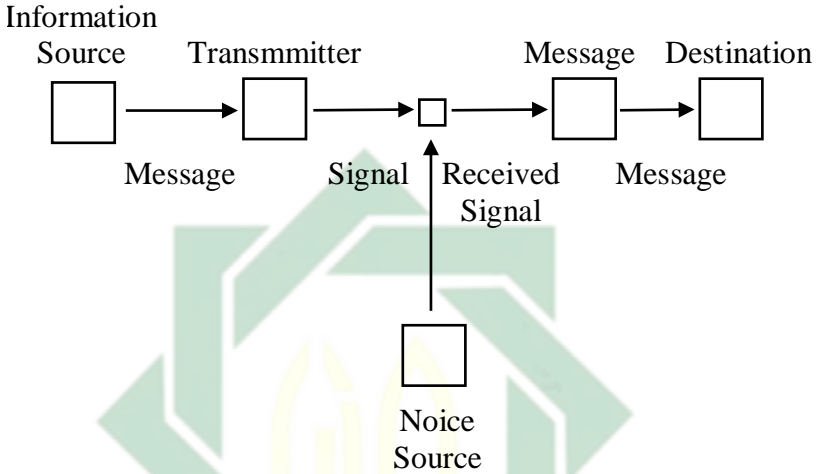 Information
Source Transmmitter Message Destination
Message Signal Received Message
Signal
Noice
Source